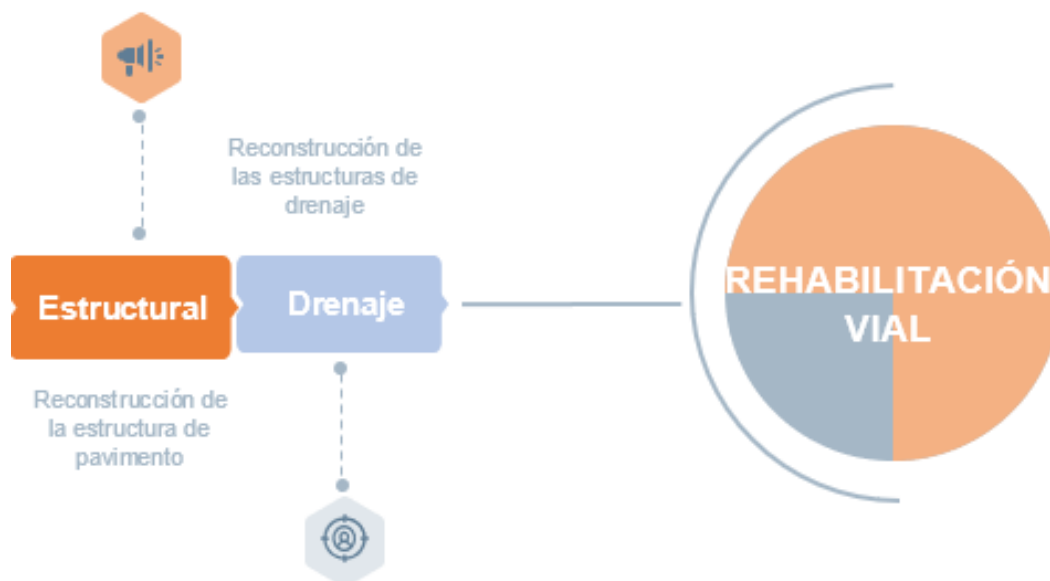 Reconstrucción de
las estructuras de
drenaje
Estructural
Drenaje
Reconstrucción de
la estructura de
pavimento
REHABILITACIÓN
VIAL